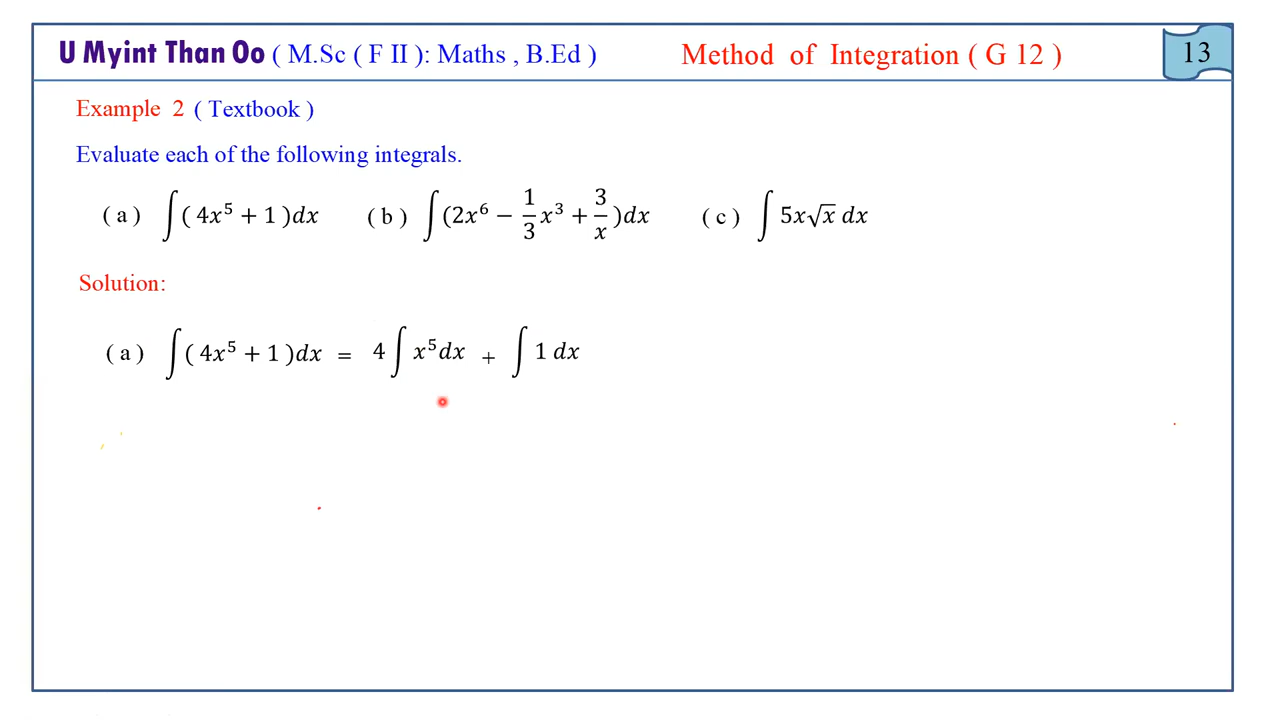 U Myint Than Oo ( M.Sc ( F II ): Maths , B.Ed ) Method of Integration ( G 12 ) 13
Example 2 ( Textbook )
Evaluate each of the following integrals.
( a ) ∫( 4x⁵ + 1 )dx ( b ) ∫(2x⁶ − 1/3 x³ + 3/x)dx ( c ) ∫ 5x√x dx
Solution:
( a ) ∫( 4x⁵ + 1 )dx = 4∫ x⁵dx + ∫ 1 dx